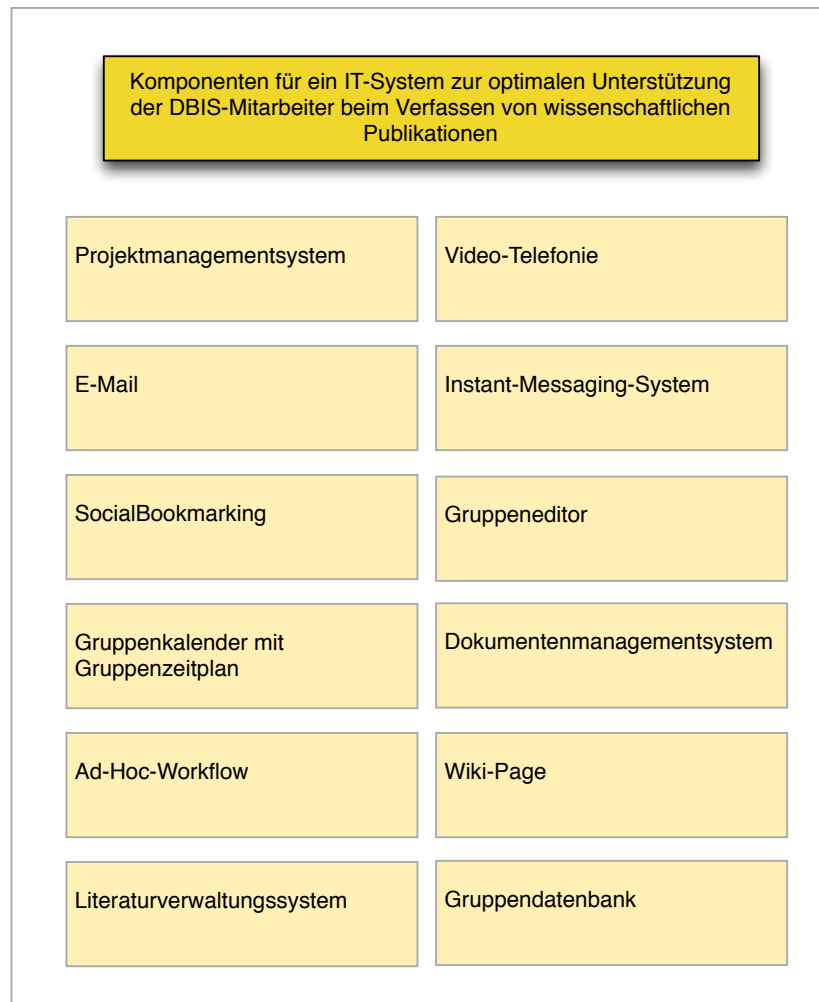 Komponenten für ein IT-System zur optimalen Unterstützung
der DBIS-Mitarbeiter beim Verfassen von wissenschaftlichen
Publikationen
Projektmanagementsystem
Video-Telefonie
E-Mail
Instant-Messaging-System
SocialBookmarking
Gruppeneditor
Gruppenkalender mit
Gruppenzeitplan
Dokumentenmanagementsystem
Ad-Hoc-Workflow
Wiki-Page
Literaturverwaltungssystem
Gruppendatenbank